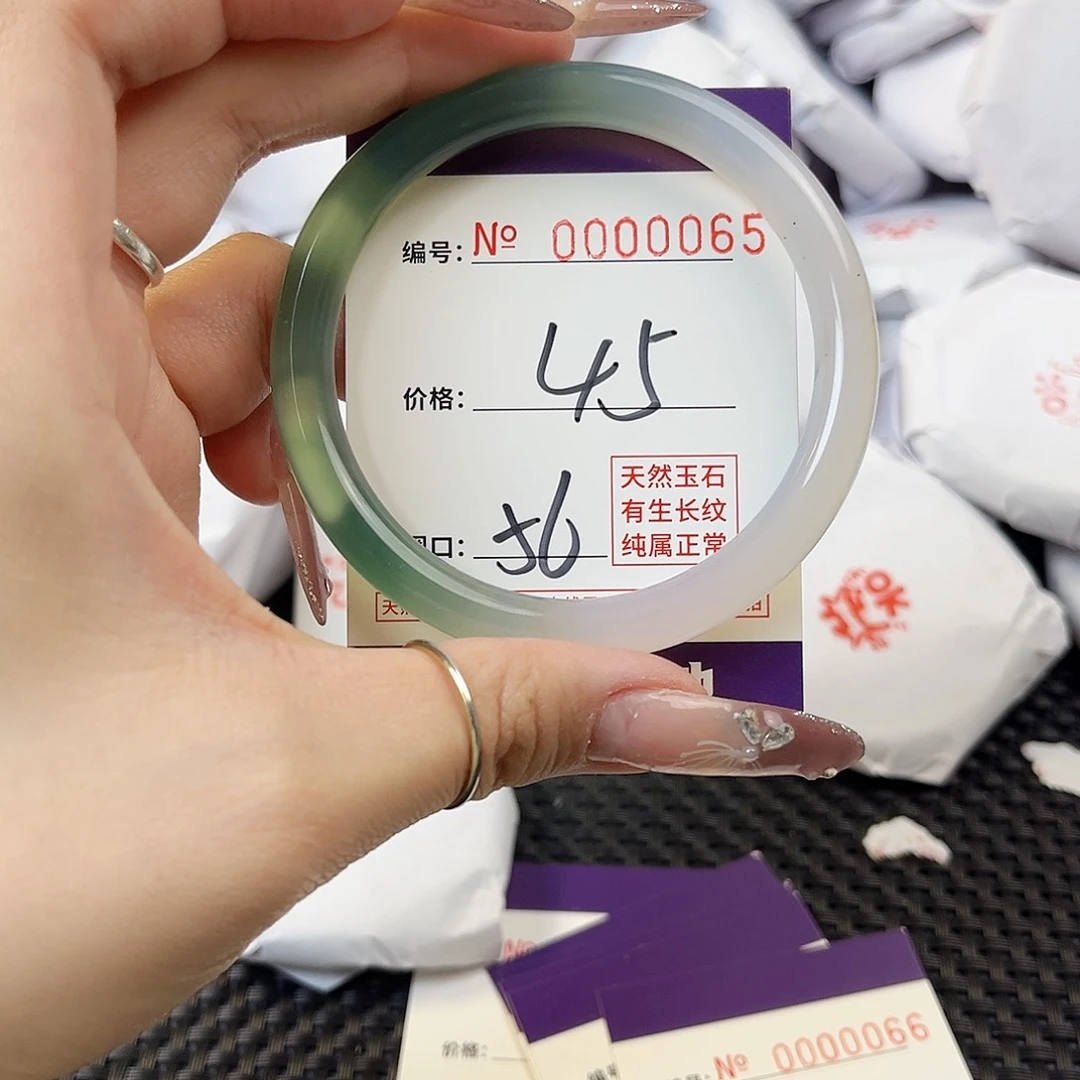 编号: № 0000065
价格: 45
口: 56
天然玉石
有生长纹
纯属正常
№
价格:
№ 0000066